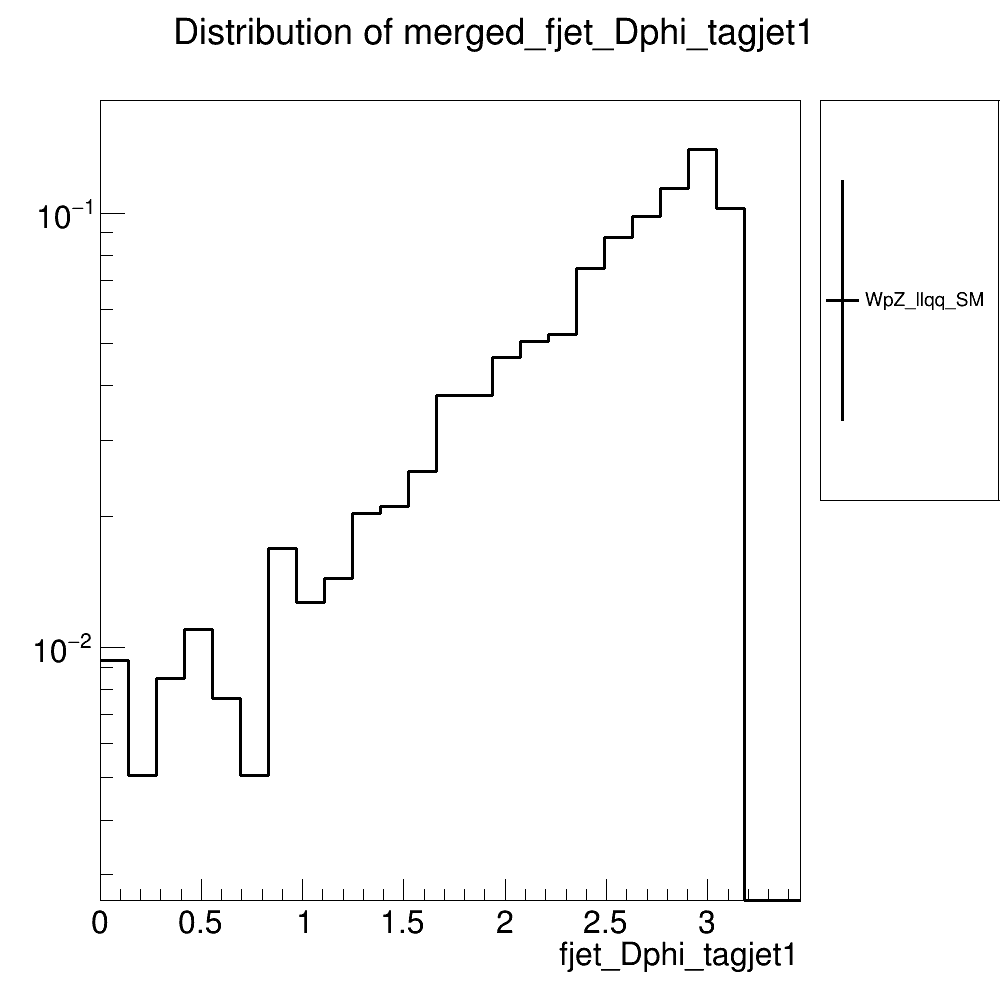 Distribution of merged_fjet_Dphi_tagjet1
10−1
10−2
WpZ_llqq_SM
0 0.5 1 1.5 2 2.5 3
fjet_Dphi_tagjet1